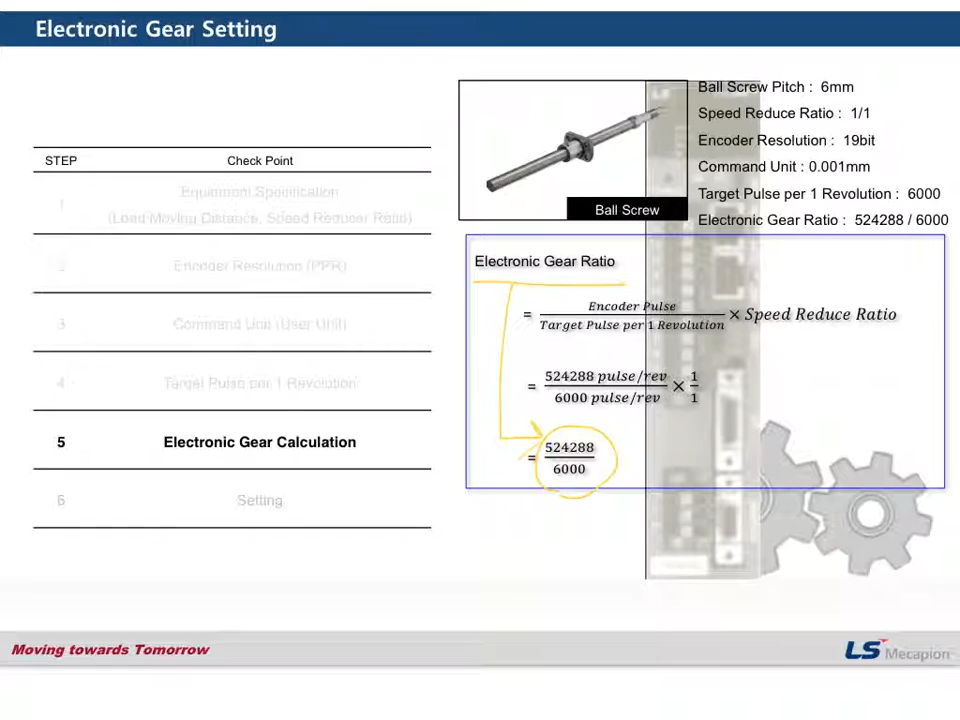 Electronic Gear Setting
STEP Check Point
1 Equipment Specification
(Load Moving Distance, Speed Reducer Ratio)
2 Encoder Resolution (PPR)
3 Command Unit (User Unit)
4 Target Pulse per 1 Revolution
5 Electronic Gear Calculation
6 Setting
Ball Screw
Ball Screw Pitch : 6mm
Speed Reduce Ratio : 1/1
Encoder Resolution : 19bit
Command Unit : 0.001mm
Target Pulse per 1 Revolution : 6000
Electronic Gear Ratio : 524288 / 6000
Electronic Gear Ratio
= Encoder Pulse / Target Pulse per 1 Revolution × Speed Reduce Ratio
= 524288 pulse/rev / 6000 pulse/rev × 1/1
= 524288 / 6000
Moving towards Tomorrow
LS Mecapion